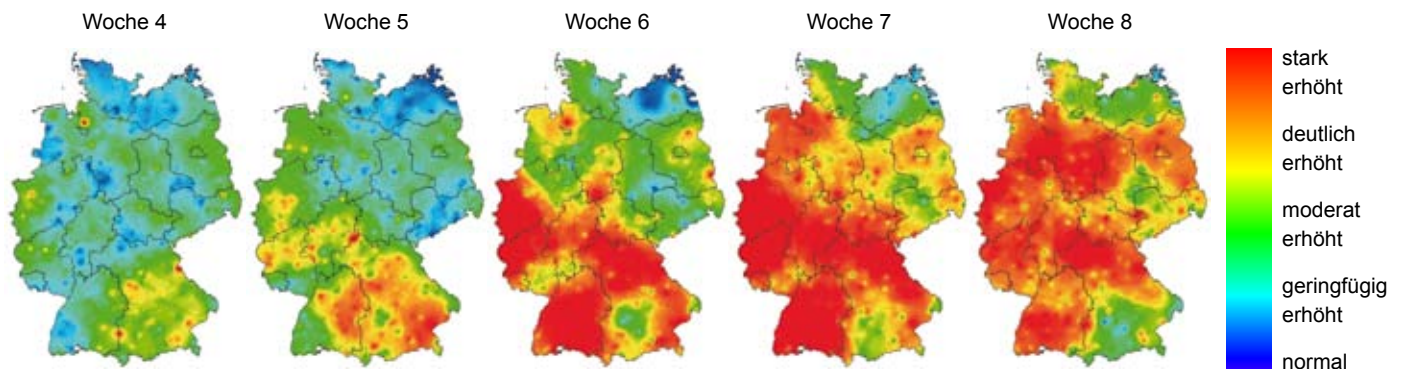 Woche 4
Woche 5
Woche 6
Woche 7
Woche 8
stark
erhöht
deutlich
erhöht
moderat
erhöht
geringfügig
erhöht
normal